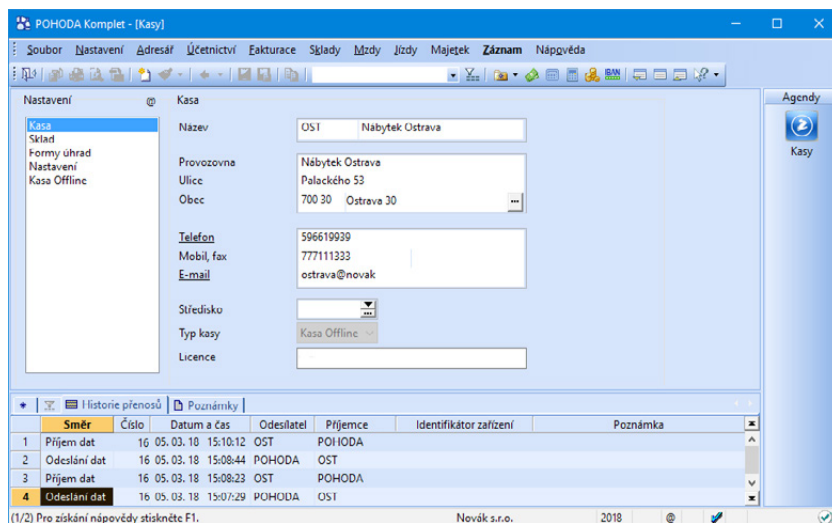 POHODA Komplet - [Kasy]
Soubor Nastavení Adresář Účetnictví Fakturace Sklady Mzdy Jízdy Majetek Záznam Nápověda
IBAN
Nastavení @
Kasa
Sklad
Formy úhrad
Nastavení
Kasa Offline
Kasa
Název OST Nábytek Ostrava
Provozovna Nábytek Ostrava
Ulice Palackého 53
Obec 700 30 Ostrava 30 ...
Telefon 596619939
Mobil, fax 777111333
E-mail ostrava@novak
Středisko
Typ kasy Kasa Offline
Licence
Agendy
2
Kasy
* Historie přenosů Poznámky
Směr Číslo Datum a čas Odesílatel Příjemce Identifikátor zařízení Poznámka
1 Příjem dat 16 05. 03. 18 15:10:12 OST POHODA
2 Odeslání dat 16 05. 03. 18 15:08:44 POHODA OST
3 Příjem dat 16 05. 03. 18 15:08:23 OST POHODA
4 Odeslání dat 16 05. 03. 18 15:07:29 POHODA OST
(1/2) Pro získání nápovědy stiskněte F1. Novák s.r.o. 2018 @